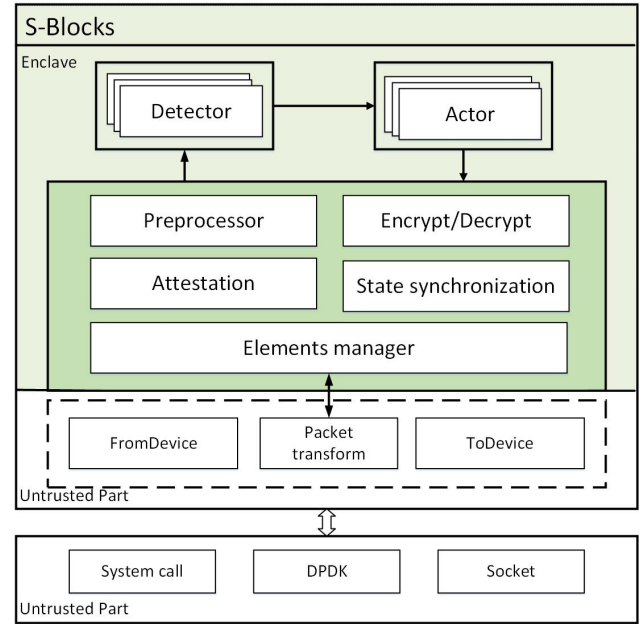 S-Blocks
Enclave
Detector
Actor
Preprocessor
Encrypt/Decrypt
Attestation
State synchronization
Elements manager
FromDevice
Packet
transform
ToDevice
Untrusted Part
System call
DPDK
Socket
Untrusted Part